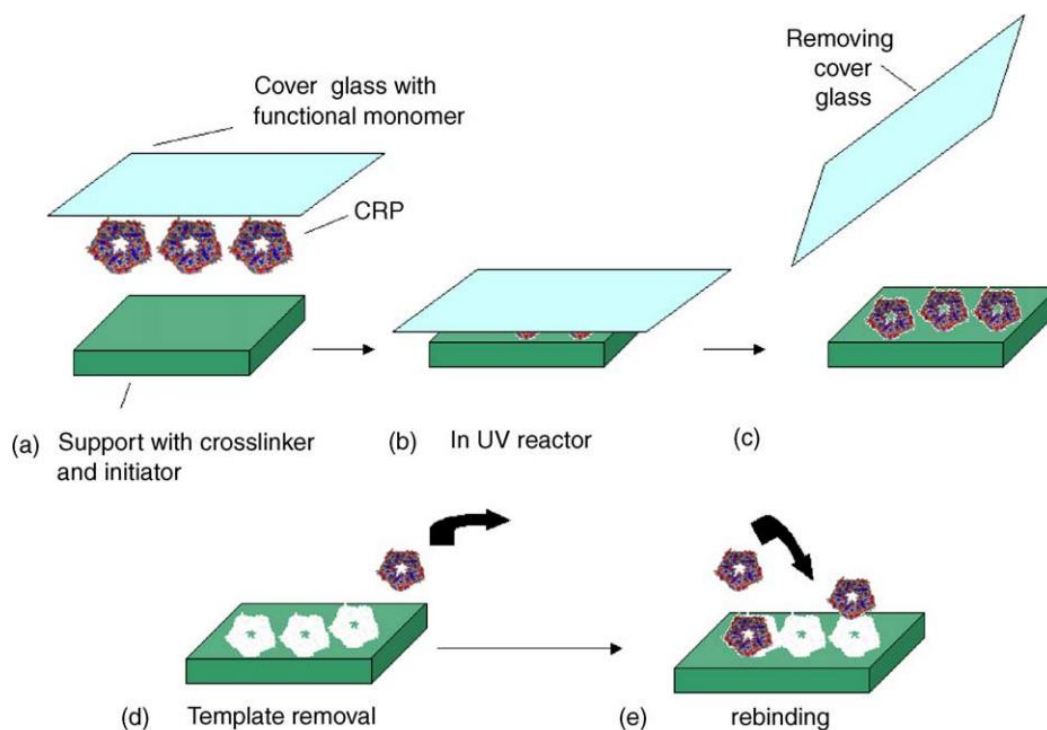 Cover glass with
functional monomer
CRP
Removing
cover
glass
(a) Support with crosslinker
and initiator
(b) In UV reactor
(c)
(d) Template removal
(e) rebinding